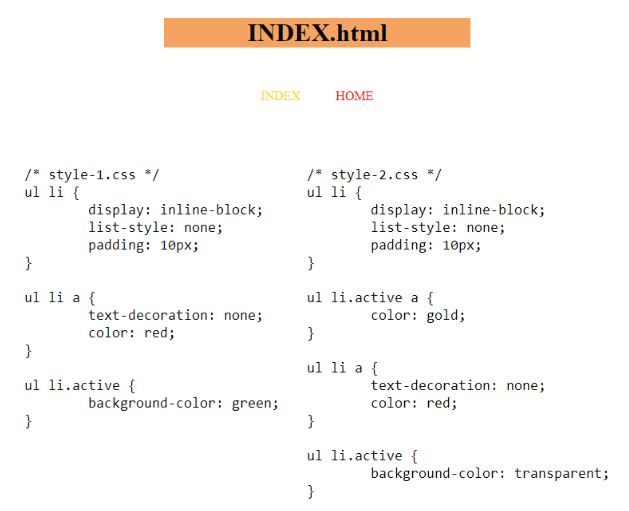 INDEX.html
INDEX HOME
/* style-1.css */
ul li {
display: inline-block;
list-style: none;
padding: 10px;
}
ul li a {
text-decoration: none;
color: red;
}
ul li.active {
background-color: green;
}
/* style-2.css */
ul li {
display: inline-block;
list-style: none;
padding: 10px;
}
ul li.active a {
color: gold;
}
ul li a {
text-decoration: none;
color: red;
}
ul li.active {
background-color: transparent;
}